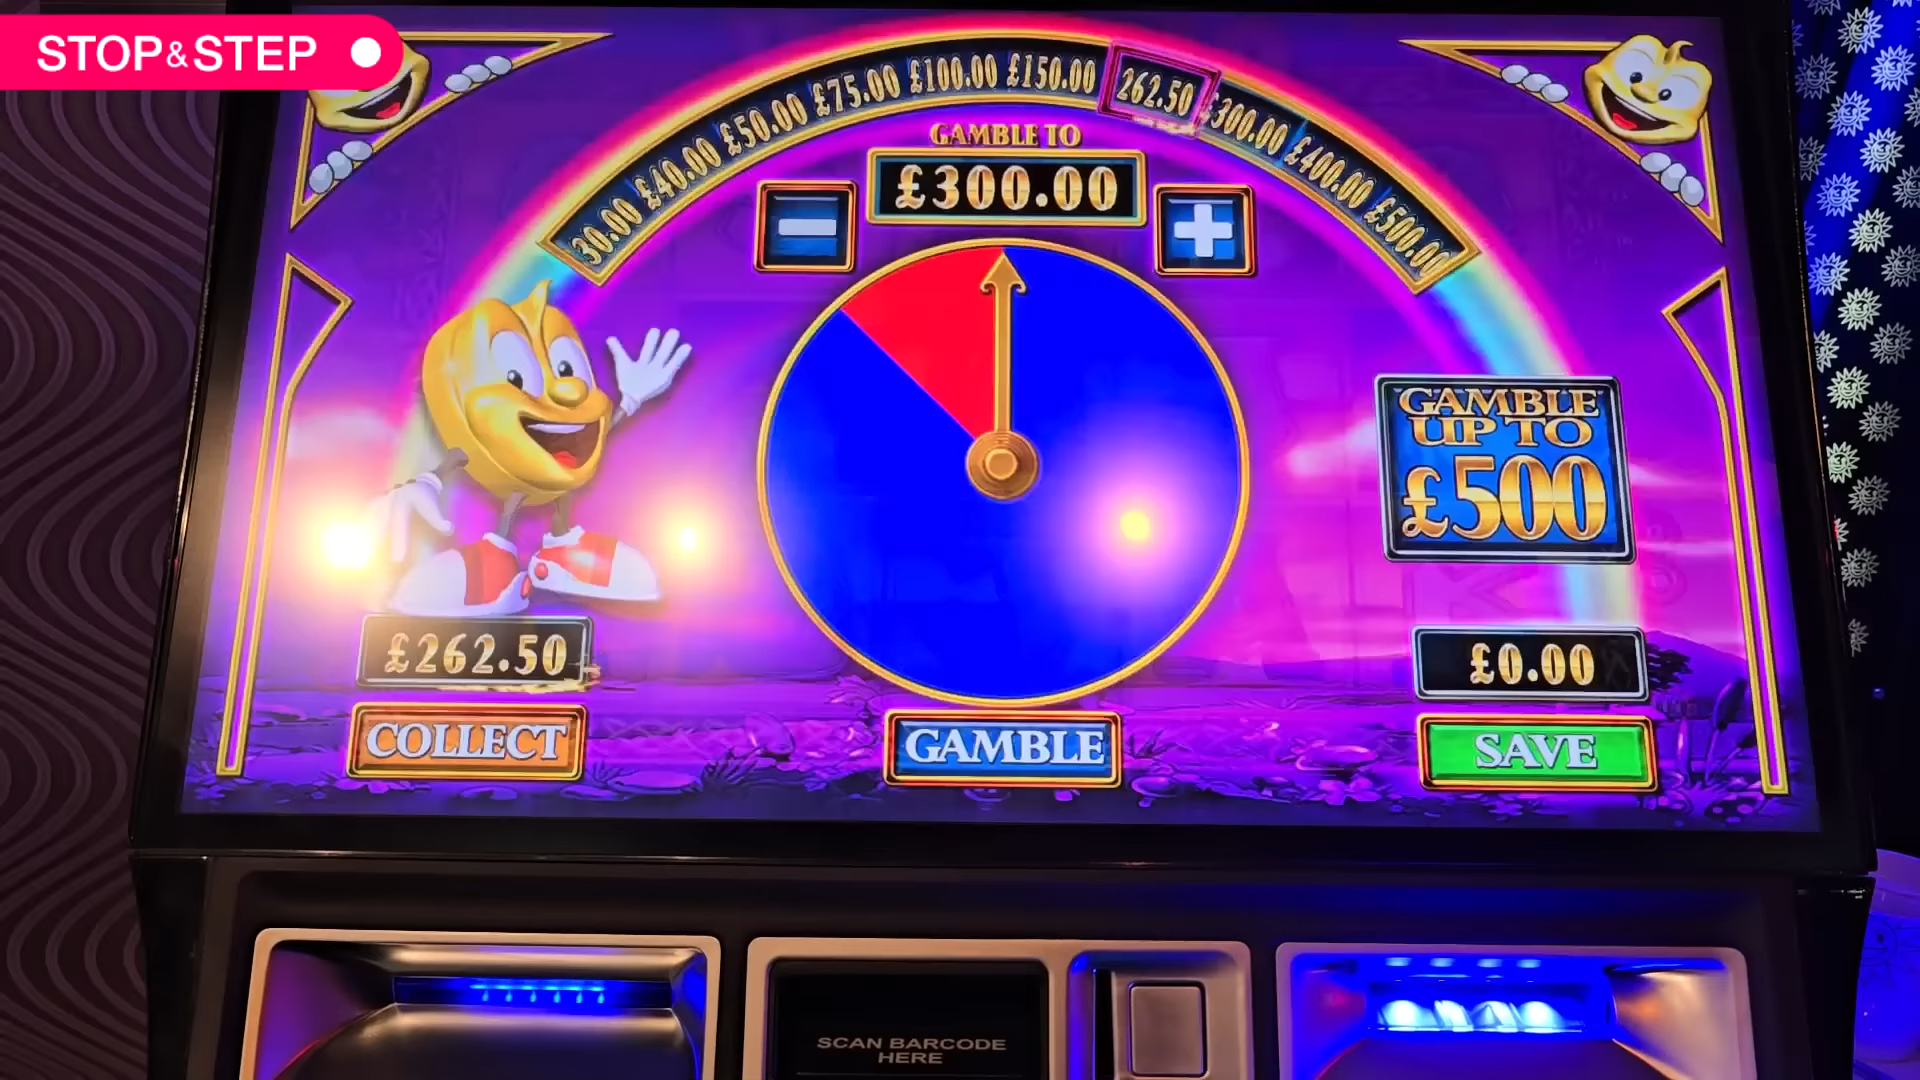 STOP&STEP
30.00 £40.00 £50.00 £75.00 £100.00 £150.00 262.50 £300.00 £400.00 £500.00
GAMBLE TO
£300.00
GAMBLE
UP TO
£500
£262.50
£0.00
COLLECT
GAMBLE
SAVE
SCAN BARCODE
HERE